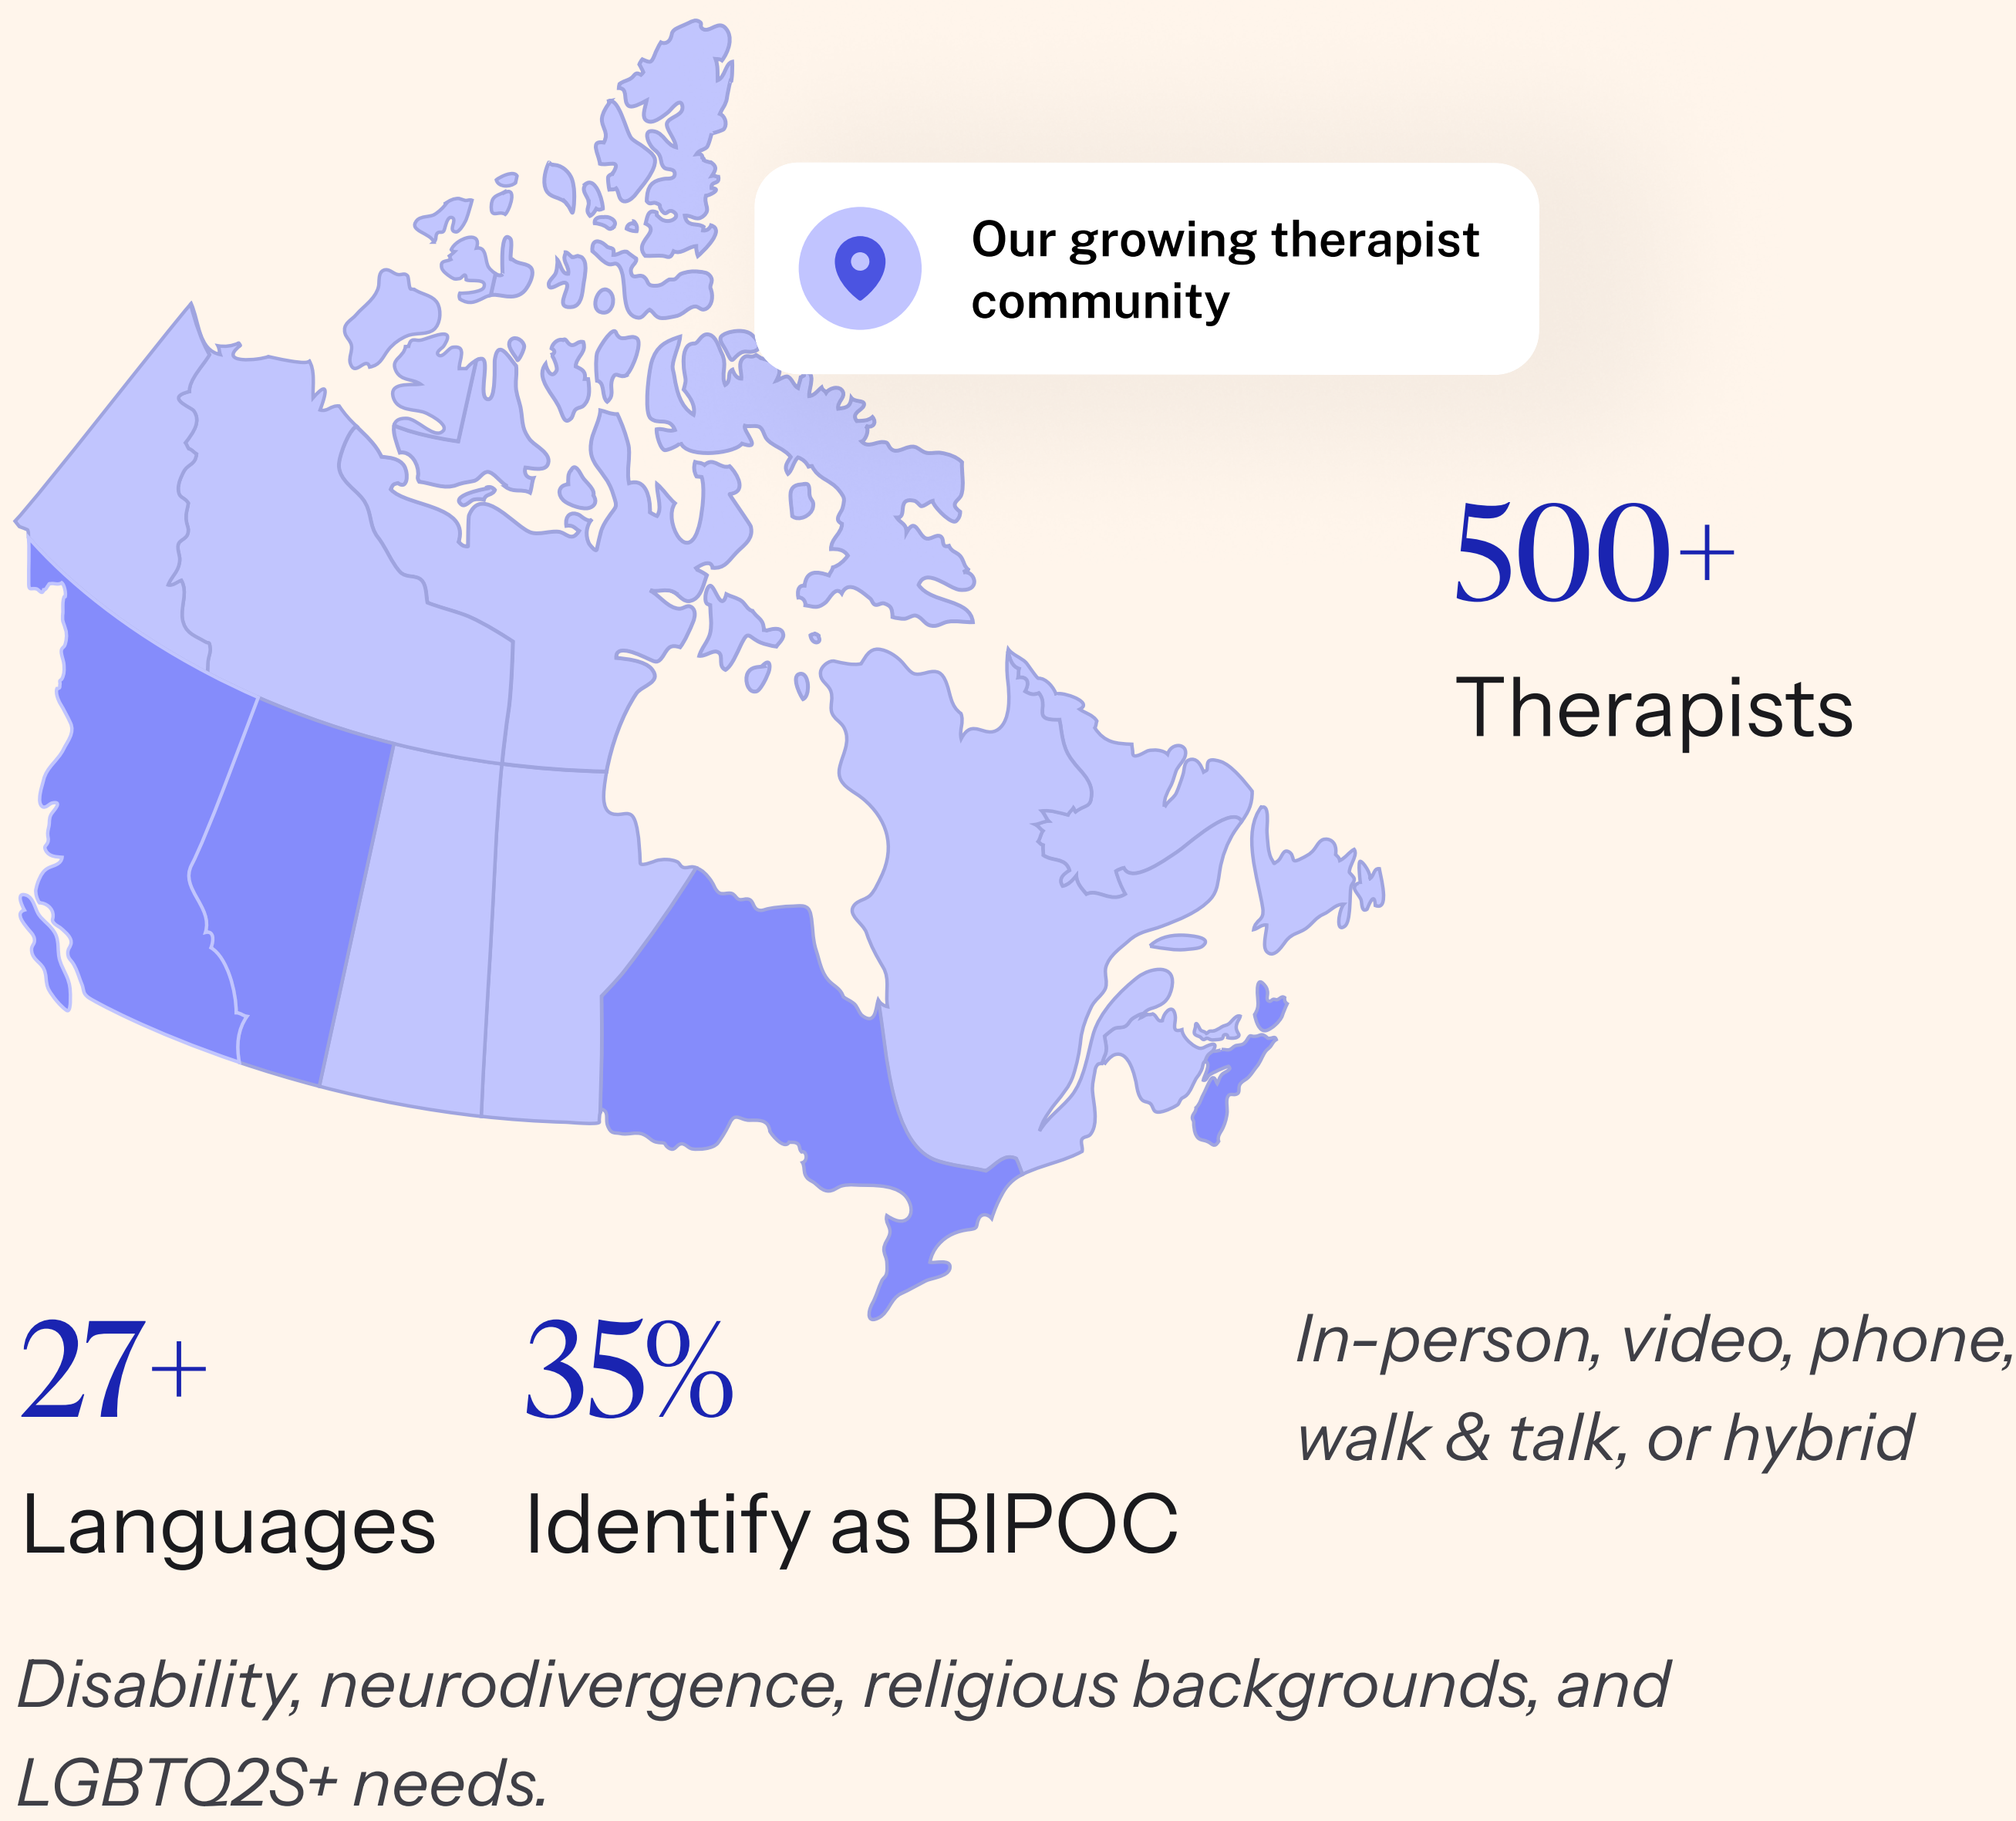 Our growing therapist
community
500+
Therapists
27+
Languages
35%
Identify as BIPOC
In-person, video, phone,
walk & talk, or hybrid
Disability, neurodivergence, religious backgrounds, and
LGBTQ2S+ needs.